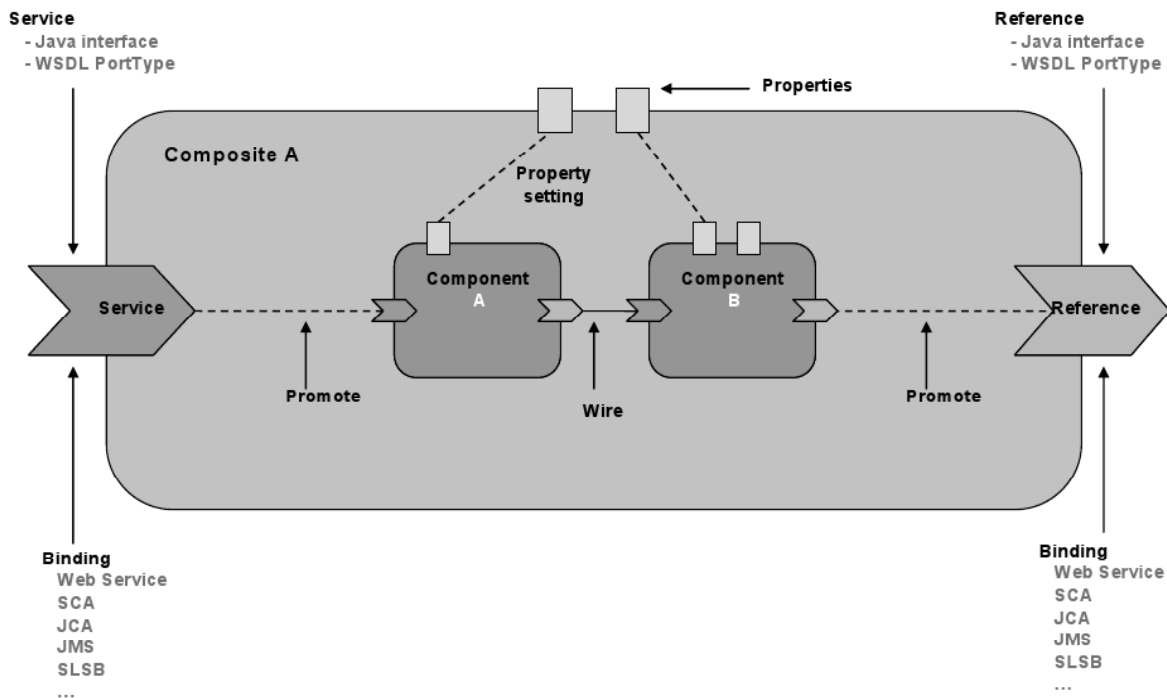 Service
- Java interface
- WSDL PortType
Reference
- Java interface
- WSDL PortType
Properties
Composite A
Property
setting
Component
A
Component
B
Service
Reference
Promote
Wire
Promote
Binding
Web Service
SCA
JCA
JMS
SLSB
...
Binding
Web Service
SCA
JCA
JMS
SLSB
...